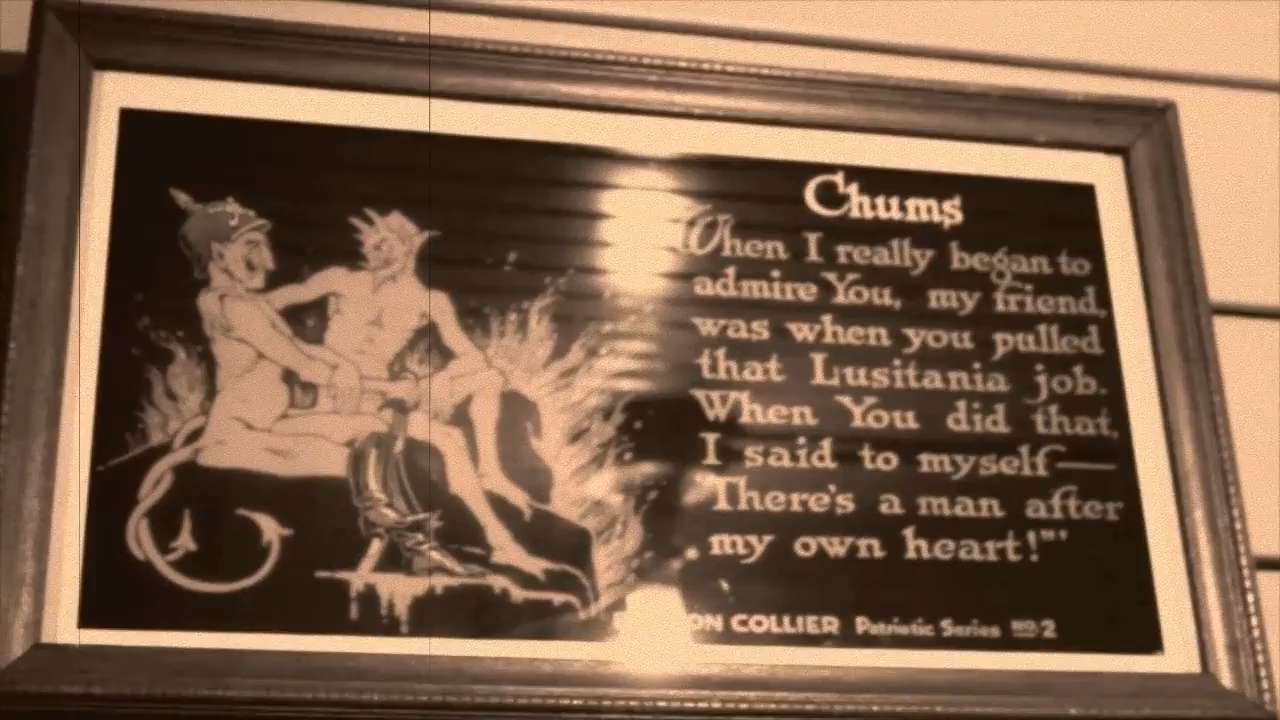 Chums
When I really began to
admire You, my friend,
was when you pulled
that Lusitania job.
When You did that,
I said to myself—
"There's a man after
my own heart!"'
COLLIER Patriotic Series NO 2